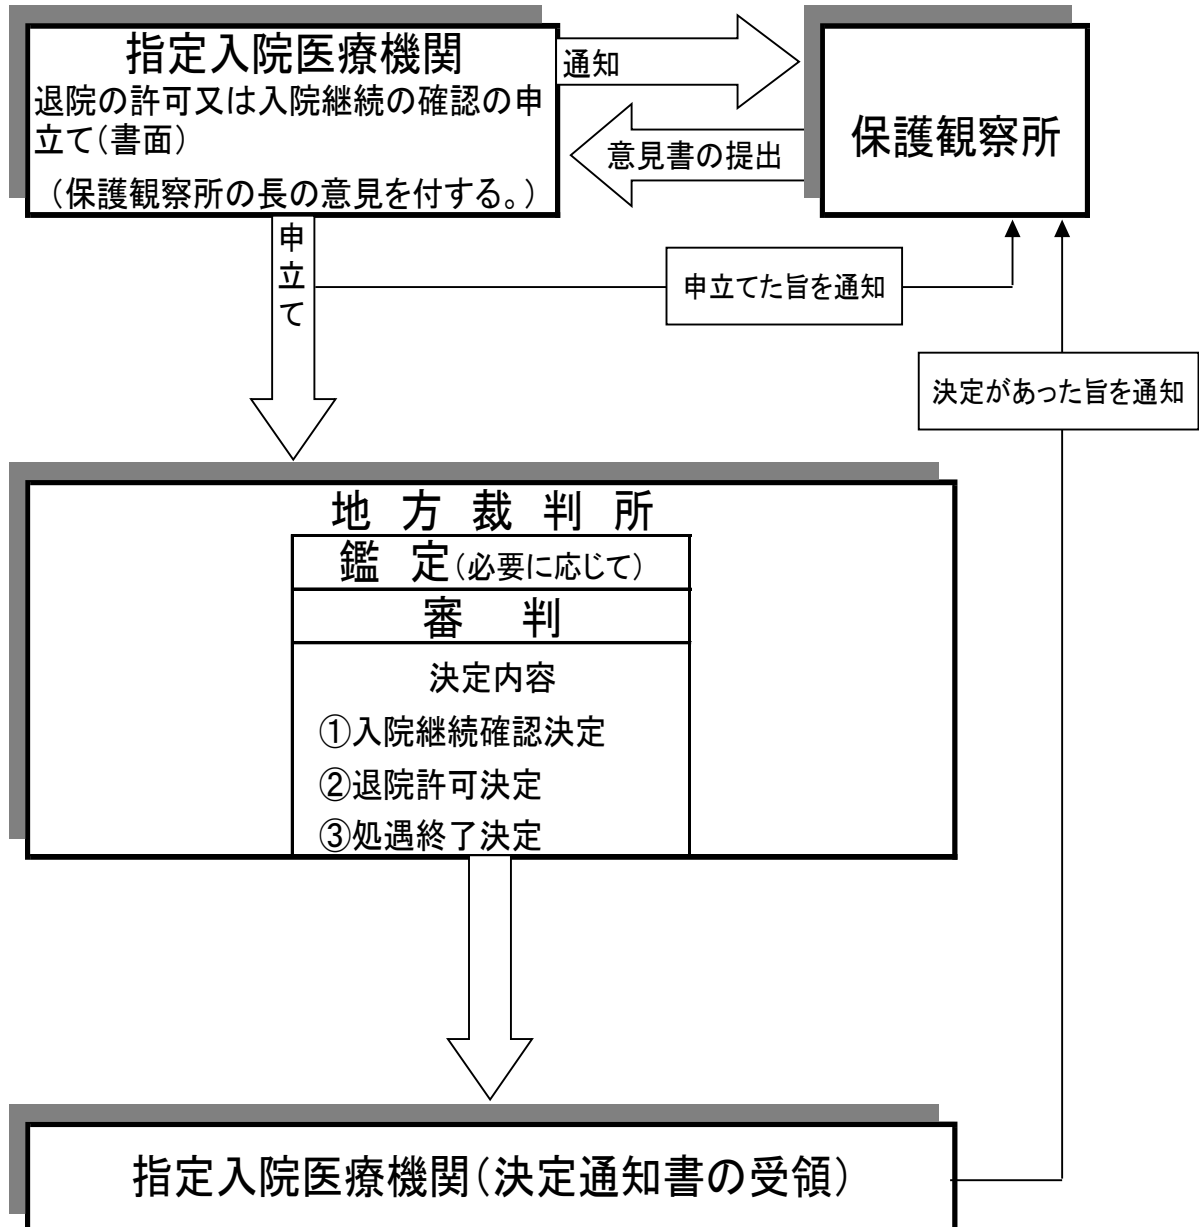 指定入院医療機関
退院の許可又は入院継続の確認の申
立て(書面)
(保護観察所の長の意見を付する。)
通知
意見書の提出
保護観察所
申立て
申立てた旨を通知
決定があった旨を通知
地方裁判所
鑑定(必要に応じて)
審判
決定内容
①入院継続確認決定
②退院許可決定
③処遇終了決定
指定入院医療機関(決定通知書の受領)